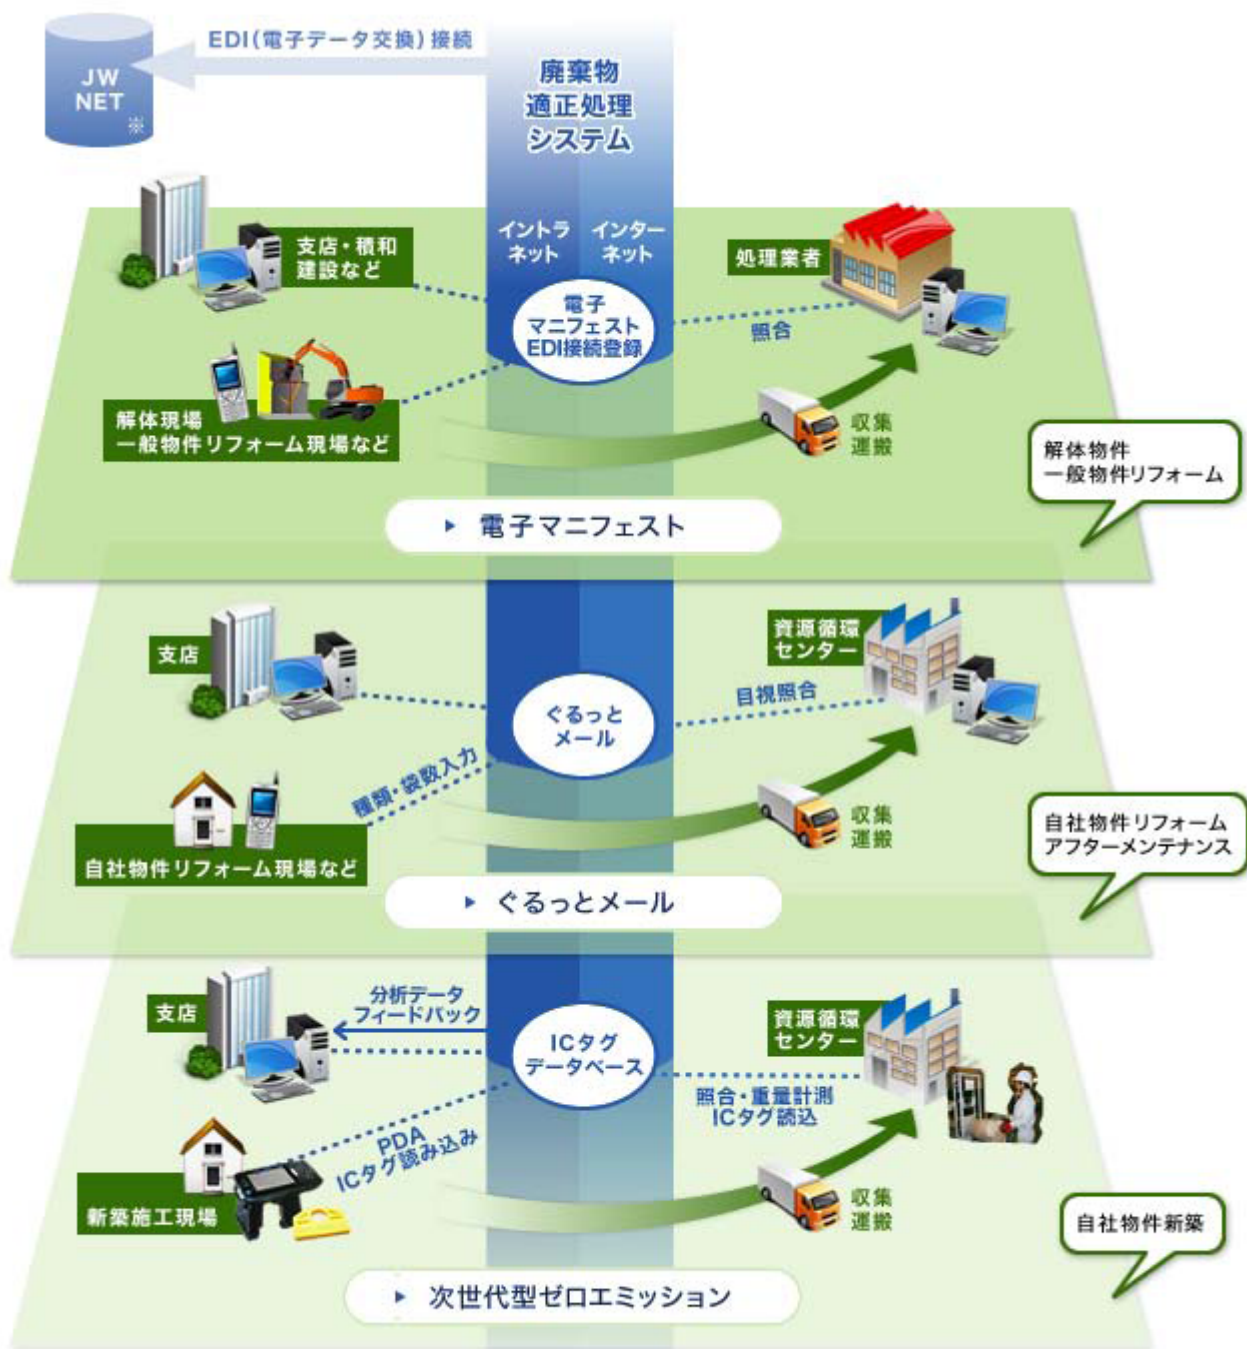 EDI(電子データ交換)接続
JW
NET
※
廃棄物
適正処理
システム
イントラ
ネット
インター
ネット
支店・積和
建設など
処理業者
電子
マニフェスト
EDI接続登録
照合
解体現場
一般物件リフォーム現場など
収集
運搬
解体物件
一般物件リフォーム
▶ 電子マニフェスト
支店
資源循環
センター
ぐるっと
メール
目視照合
種類・袋数入力
自社物件リフォーム現場など
収集
運搬
自社物件リフォーム
アフターメンテナンス
▶ ぐるっとメール
支店
分析データ
フィードバック
ICタグ
データベース
資源循環
センター
照合・重量計測
ICタグ読込
PDA
ICタグ読み込み
新築施工現場
収集
運搬
自社物件新築
▶ 次世代型ゼロエミッション